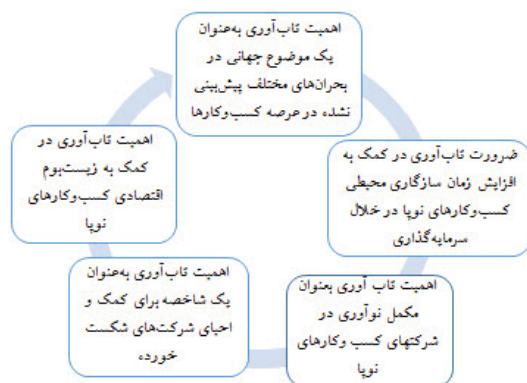 اهمیت تاب‌آوری به‌عنوان
یک موضوع جهانی در
بحران‌های مختلف پیش‌بینی
نشده در عرصه کسب‌وکارها
ضرورت تاب‌آوری در کمک به
افزایش زمان سازگاری محیطی
کسب‌وکارهای نوپا در خلال
سرمایه‌گذاری
اهمیت تاب آوری بعنوان
مکمل نوآوری در
شرکتهای کسب وکارهای
نوپا
اهمیت تاب‌آوری به‌عنوان
یک شاخصه برای کمک و
احیای شرکت‌های شکست
خورده
اهمیت تاب‌آوری در
کمک به زیست‌بوم
اقتصادی کسب‌وکارهای
نوپا